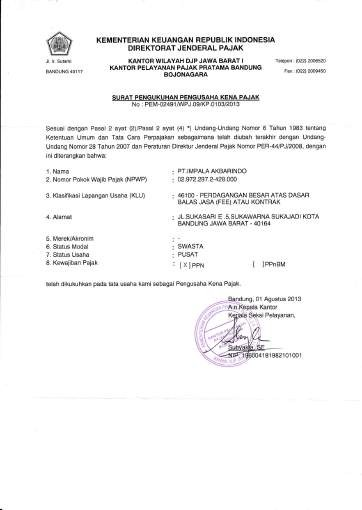 KEMENTERIAN KEUANGAN REPUBLIK INDONESIA
DIREKTORAT JENDERAL PAJAK
KANTOR WILAYAH DJP JAWA BARAT I
KANTOR PELAYANAN PAJAK PRATAMA BANDUNG
BOJONAGARA
Jl. Ir. Sutami
BANDUNG 40117
Telepon : (022) 2006520
Fax : (022) 2009450
SURAT PENGUKUHAN PENGUSAHA KENA PAJAK
No : PEM-02491/WPJ.09/KP.0103/2013
Sesuai dengan Pasal 2 ayat (2)/Pasal 2 ayat (4) *) Undang-Undang Nomor 6 Tahun 1983 tentang
Ketentuan Umum dan Tata Cara Perpajakan sebagaimana telah diubah terakhir dengan Undang-
Undang Nomor 28 Tahun 2007 dan Peraturan Direktur Jenderal Pajak Nomor PER-44/PJ/2008, dengan
ini diterangkan bahwa:
1. Nama : PT.IMPALA AKBARINDO
2. Nomor Pokok Wajib Pajak (NPWP) : 02.972.297.2-428.000
3. Klasifikasi Lapangan Usaha (KLU) : 46100 - PERDAGANGAN BESAR ATAS DASAR
BALAS JASA (FEE) ATAU KONTRAK
4. Alamat : JL.SUKASARI E .5,SUKAWARNA SUKAJADI KOTA
BANDUNG JAWA BARAT - 40164
5. Merek/Akronim : -
6. Status Modal : SWASTA
7. Status Usaha : PUSAT
8. Kewajiban Pajak : [ X ] PPN [ ] PPnBM
telah dikukuhkan pada tata usaha kami sebagai Pengusaha Kena Pajak.
Bandung, 01 Agustus 2013
A.n Kepala Kantor
Kepala Seksi Pelayanan,
Subyakta, SE
NIP. 196004191982101001